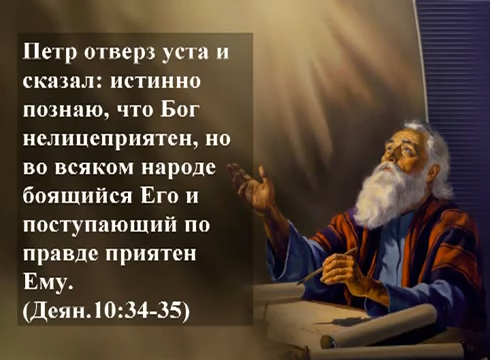 Петр отверз уста и
сказал: истинно
познаю, что Бог
нелицеприятен, но
во всяком народе
боящийся Его и
поступающий по
правде приятен
Ему.
(Деян.10:34-35)